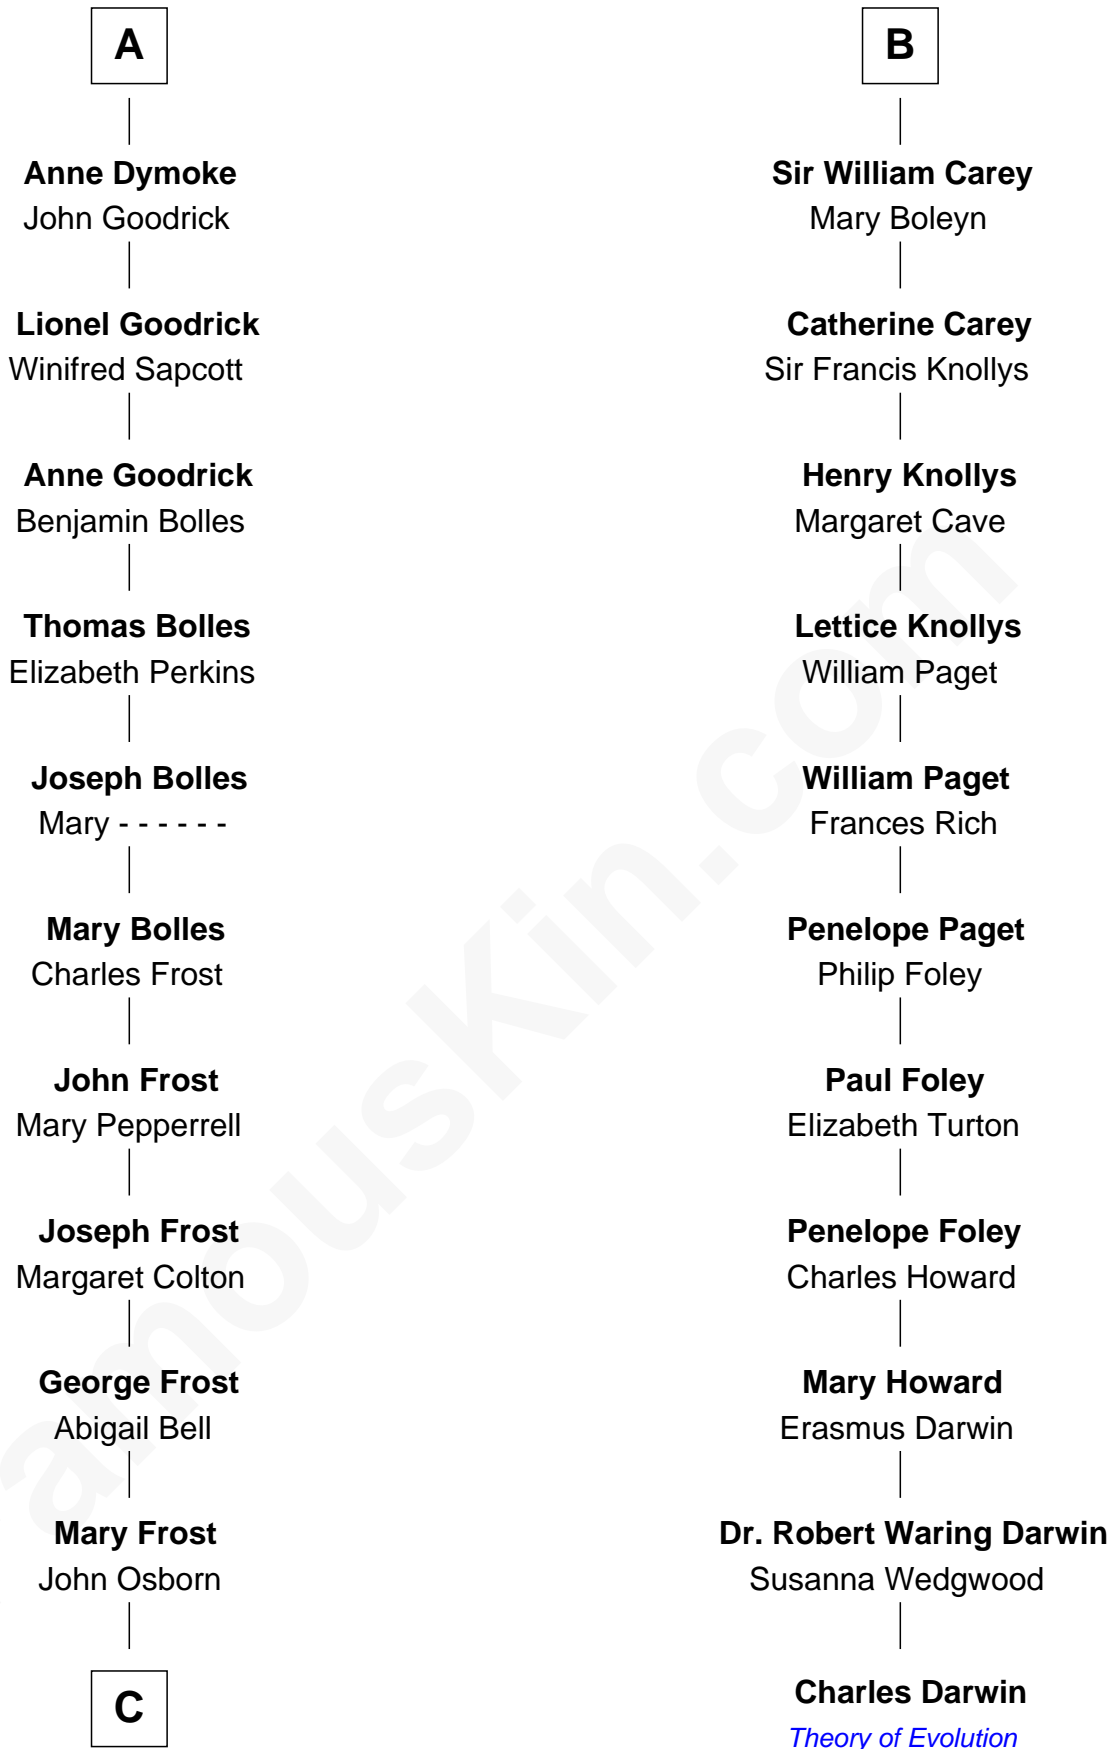 A
Anne Dymoke
John Goodrick
Lionel Goodrick
Winifred Sapcott
Anne Goodrick
Benjamin Bolles
Thomas Bolles
Elizabeth Perkins
Joseph Bolles
Mary - - - - - -
Mary Bolles
Charles Frost
John Frost
Mary Pepperrell
Joseph Frost
Margaret Colton
George Frost
Abigail Bell
Mary Frost
John Osborn
C
B
Sir William Carey
Mary Boleyn
Catherine Carey
Sir Francis Knollys
Henry Knollys
Margaret Cave
Lettice Knollys
William Paget
William Paget
Frances Rich
Penelope Paget
Philip Foley
Paul Foley
Elizabeth Turton
Penelope Foley
Charles Howard
Mary Howard
Erasmus Darwin
Dr. Robert Waring Darwin
Susanna Wedgwood
Charles Darwin
Theory of Evolution
amouskin.com